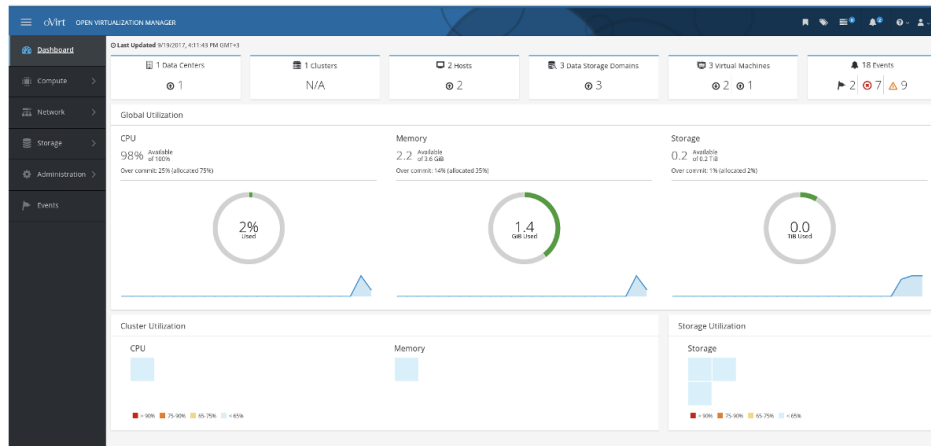 oVirt OPEN VIRTUALIZATION MANAGER
Dashboard
Compute
Network
Storage
Administration
Events
Last Updated 9/19/2017, 4:11:43 PM GMT+3
1 Data Centers
1
1 Clusters
N/A
2 Hosts
2
3 Data Storage Domains
3
3 Virtual Machines
2 1
18 Events
2 7 9
Global Utilization
CPU
98% Available
of 100%
Over commit: 25% (allocated 75%)
2%
Used
Memory
2.2 Available
of 3.6 GiB
Over commit: 14% (allocated 35%)
1.4
GiB Used
Storage
0.2 Available
of 0.2 TiB
Over commit: 1% (allocated 2%)
0.0
TiB Used
Cluster Utilization
CPU
Memory
> 90% 75-90% 65-75% < 65%
Storage Utilization
Storage
> 90% 75-90% 65-75% < 65%